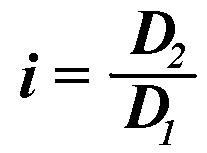 i = D₂/D₁